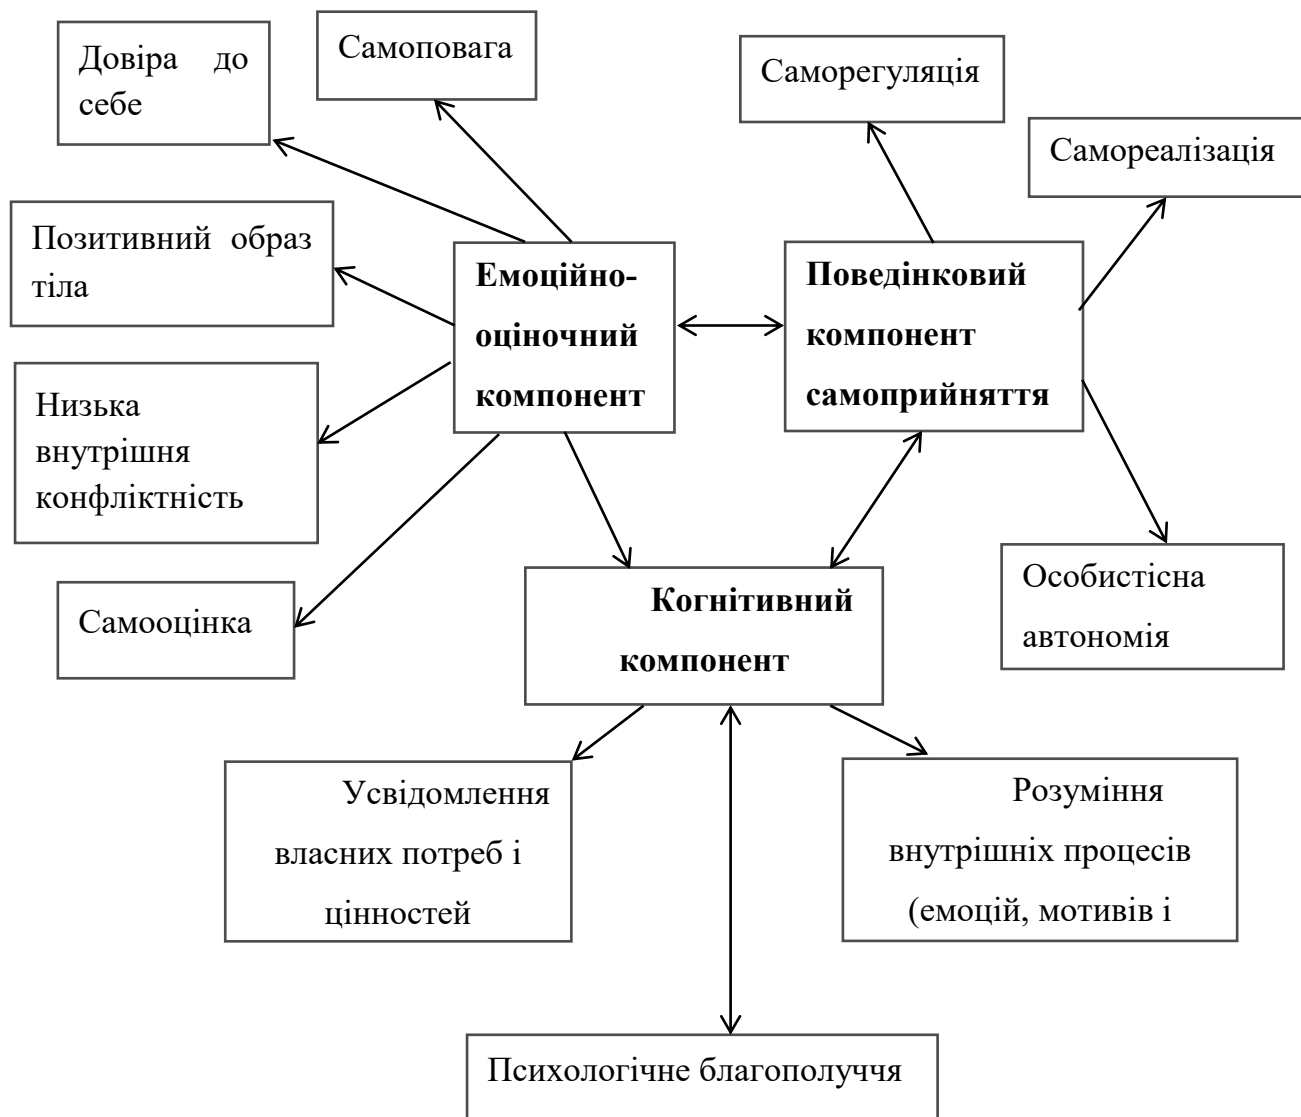 Довіра до
себе
Самоповага
Саморегуляція
Самореалізація
Позитивний образ
тіла
Емоційно-
оціночний
компонент
Поведінковий
компонент
самоприйняття
Низька
внутрішня
конфліктність
Самооцінка
Когнітивний
компонент
Особистісна
автономія
Усвідомлення
власних потреб і
цінностей
Розуміння
внутрішніх процесів
(емоцій, мотивів і
Психологічне благополуччя